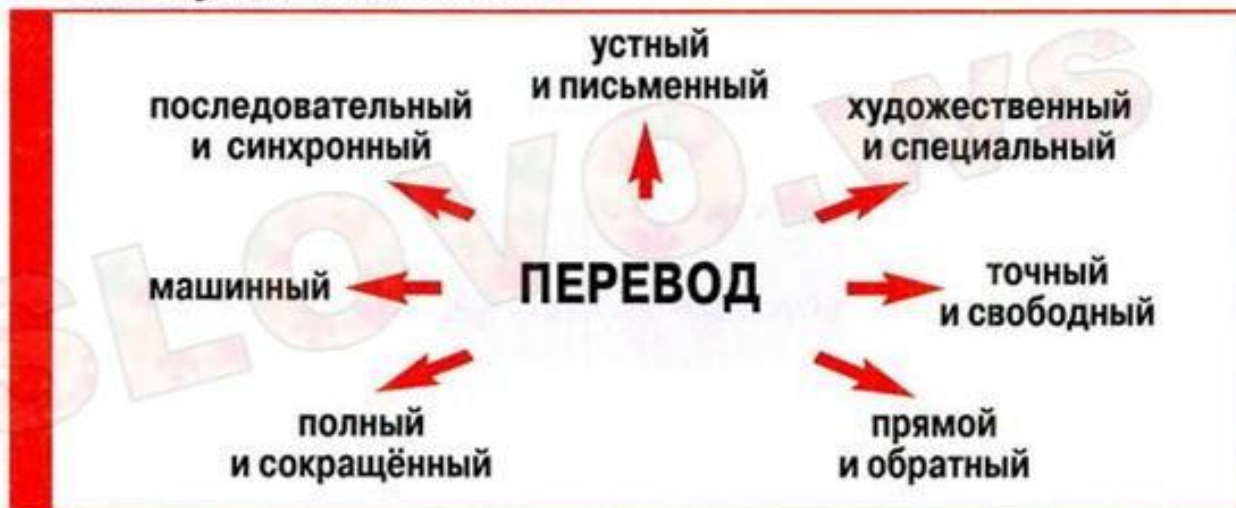 устный
и письменный
последовательный
и синхронный
художественный
и специальный
машинный
ПЕРЕВОД
точный
и свободный
полный
и сокращённый
прямой
и обратный
SLOVO.WS